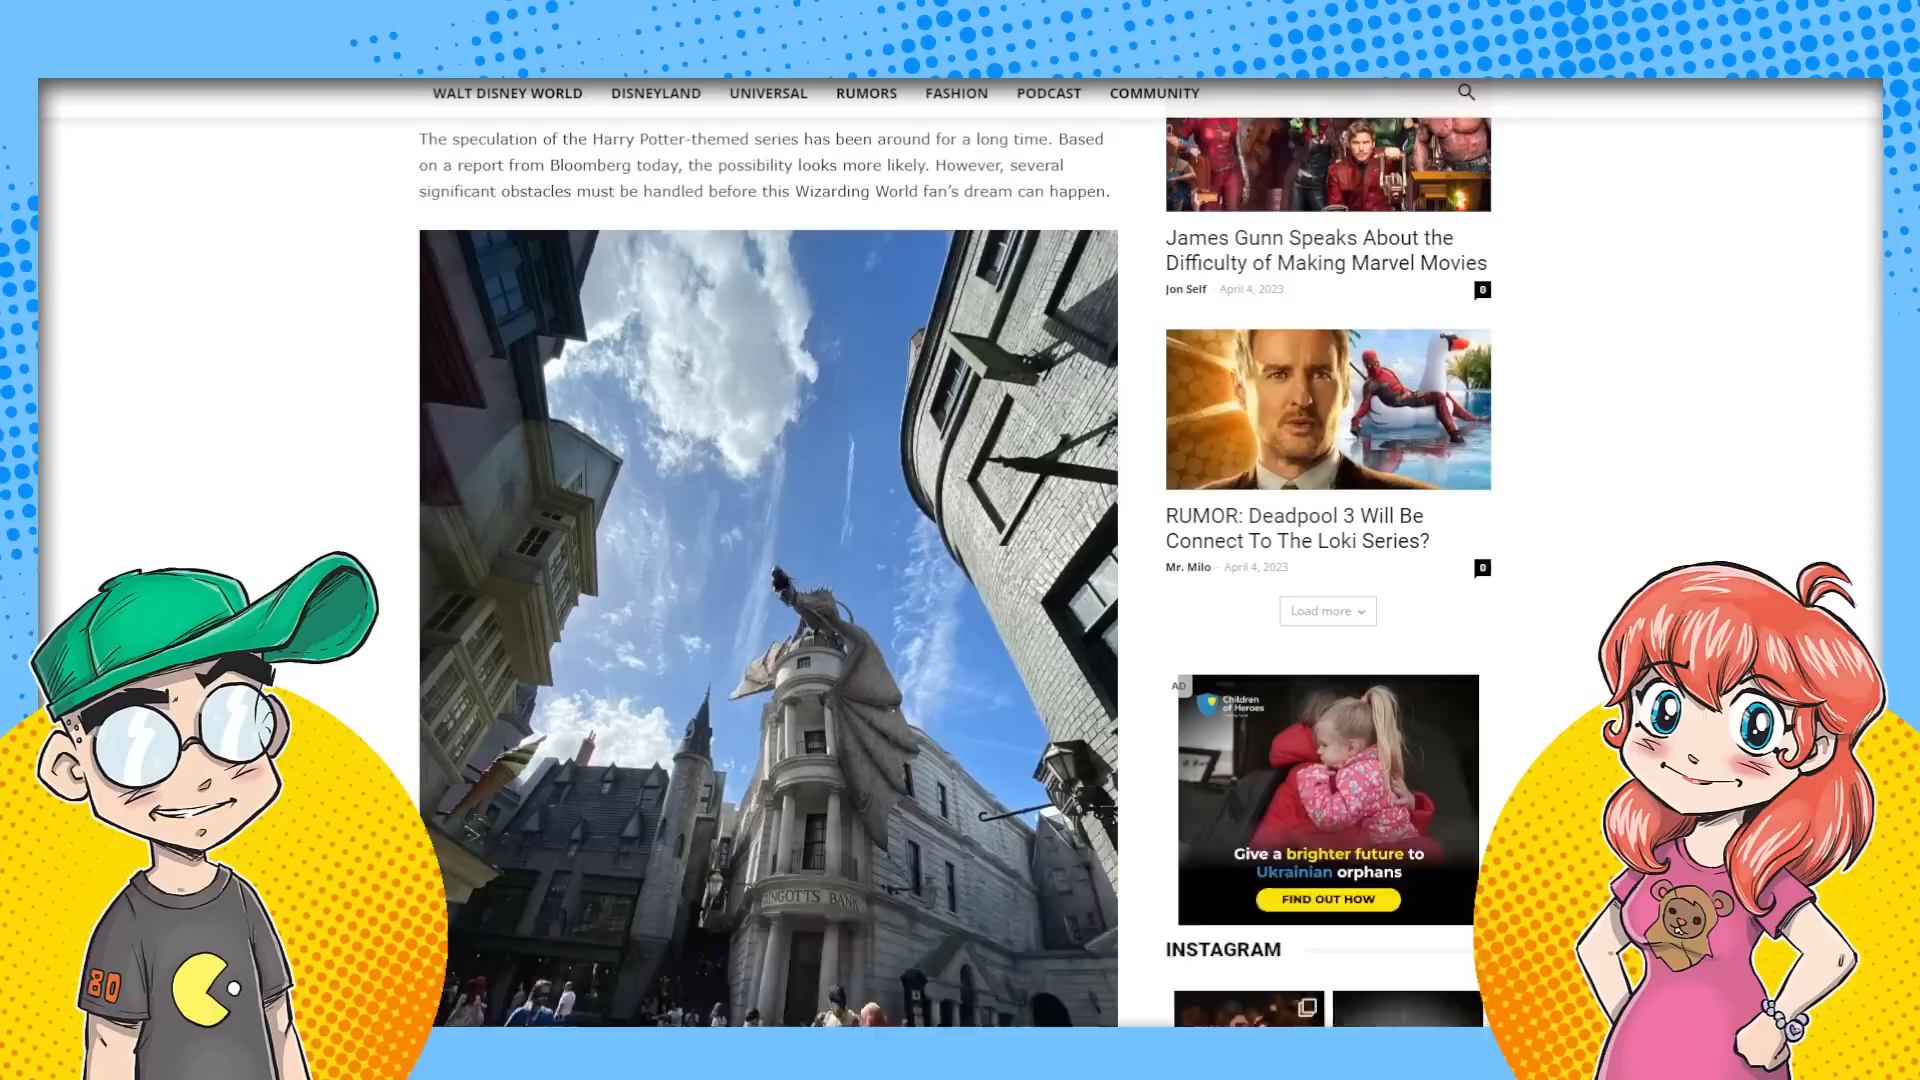 WALT DISNEY WORLD DISNEYLAND UNIVERSAL RUMORS FASHION PODCAST COMMUNITY
The speculation of the Harry Potter-themed series has been around for a long time. Based
on a report from Bloomberg today, the possibility looks more likely. However, several
significant obstacles must be handled before this Wizarding World fan’s dream can happen.
James Gunn Speaks About the
Difficulty of Making Marvel Movies
Jon Self - April 4, 2023
0
RUMOR: Deadpool 3 Will Be
Connect To The Loki Series?
Mr. Milo - April 4, 2023
0
Load more
AD
Children
of Heroes
Give a brighter future to
Ukrainian orphans
FIND OUT HOW
INSTAGRAM
BANK
80